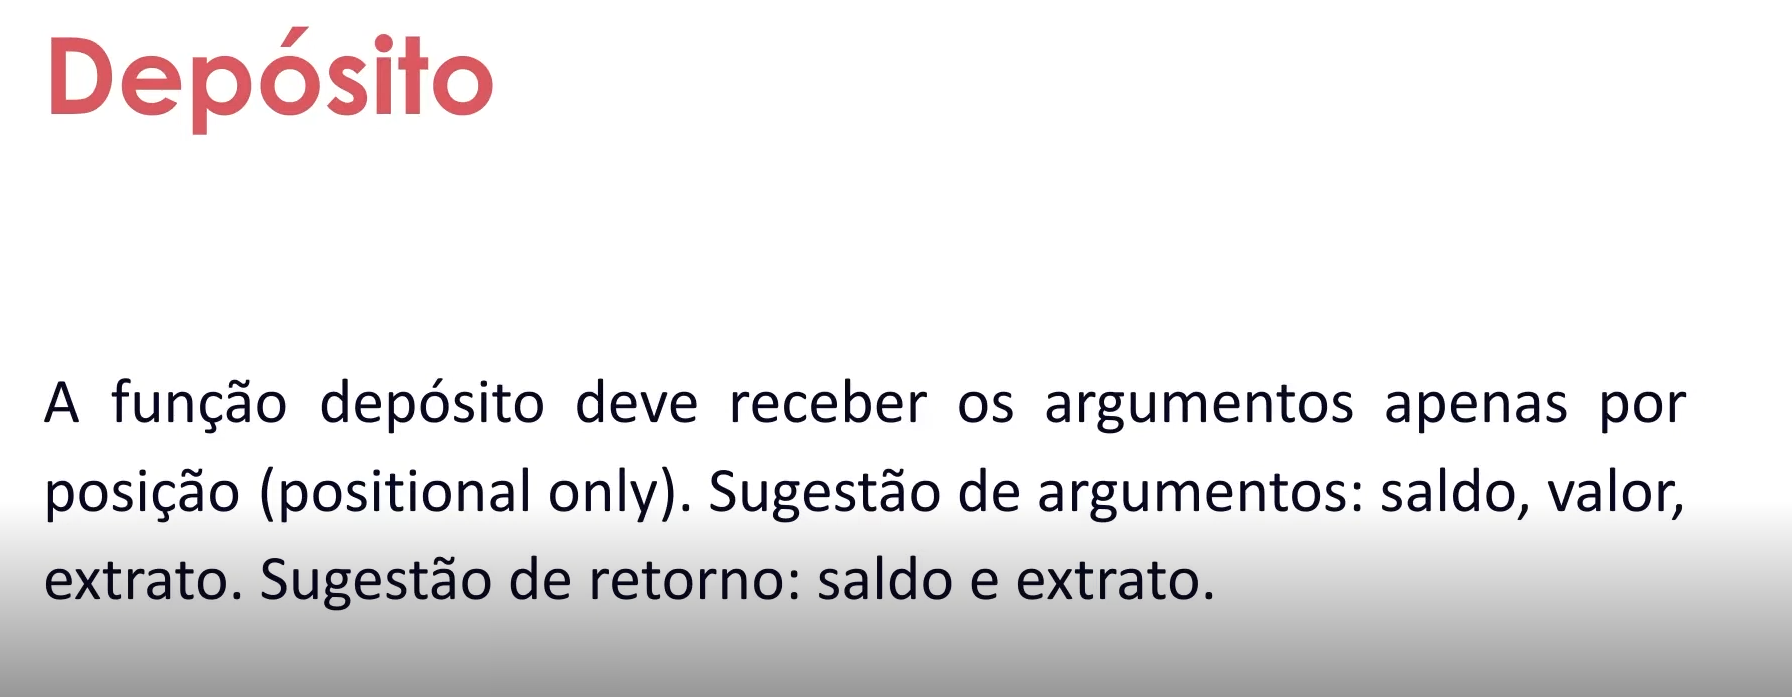 Depósito
A função depósito deve receber os argumentos apenas por
posição (positional only). Sugestão de argumentos: saldo, valor,
extrato. Sugestão de retorno: saldo e extrato.